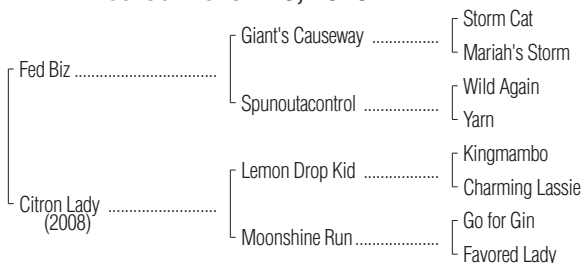 Storm Cat
Giant's Causeway ..................
Mariah's Storm
Fed Biz ...............................
Wild Again
Spunoutacontrol ..................
Yarn
Kingmambo
Lemon Drop Kid ..................
Charming Lassie
Citron Lady ........................
(2008)
Go for Gin
Moonshine Run ...................
Favored Lady